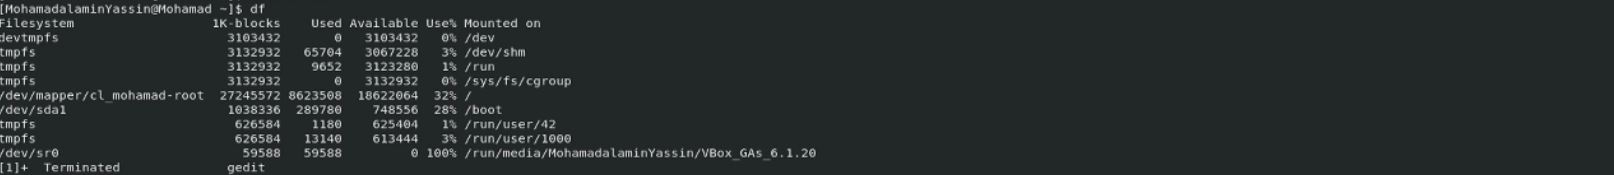 [MohamadalaminYassin@Mohamad ~]$ df
Filesystem                  1K-blocks    Used Available Use% Mounted on
devtmpfs                      3103432       0   3103432   0% /dev
tmpfs                         3132932   65704   3067228   3% /dev/shm
tmpfs                         3132932    9652   3123280   1% /run
tmpfs                         3132932       0   3132932   0% /sys/fs/cgroup
/dev/mapper/cl_mohamad-root  27245572 8623508  18622064  32% /
/dev/sda1                     1038336  289780    748556  28% /boot
tmpfs                          626584    1180    625404   1% /run/user/42
tmpfs                          626584   13140    613444   3% /run/user/1000
/dev/sr0                        59588   59588         0 100% /run/media/MohamadalaminYassin/VBox_GAs_6.1.20
[1]+  Terminated              gedit